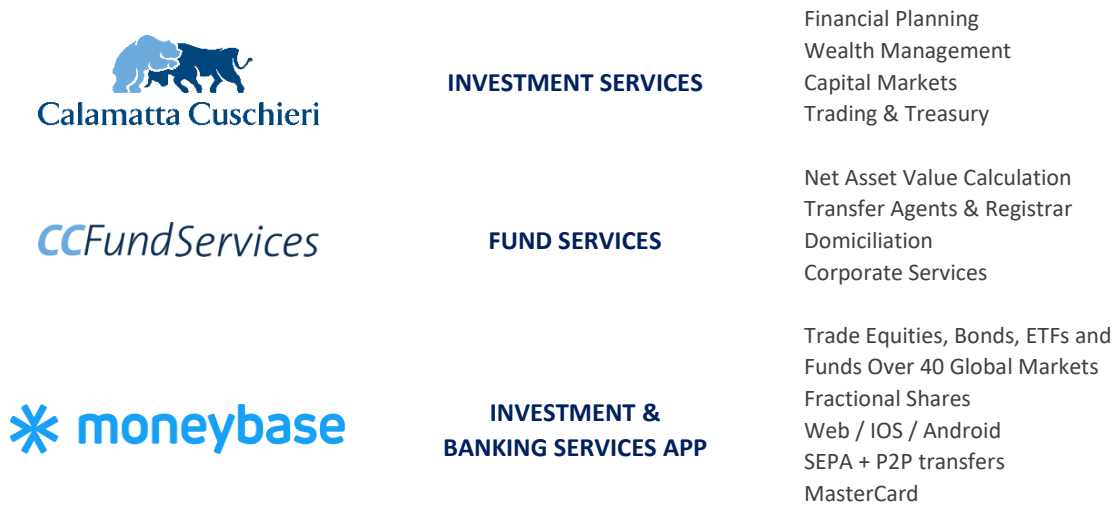 Calamatta Cuschieri
INVESTMENT SERVICES
Financial Planning
Wealth Management
Capital Markets
Trading & Treasury
CCFundServices
FUND SERVICES
Net Asset Value Calculation
Transfer Agents & Registrar
Domiciliation
Corporate Services
moneybase
INVESTMENT &
BANKING SERVICES APP
Trade Equities, Bonds, ETFs and
Funds Over 40 Global Markets
Fractional Shares
Web / IOS / Android
SEPA + P2P transfers
MasterCard